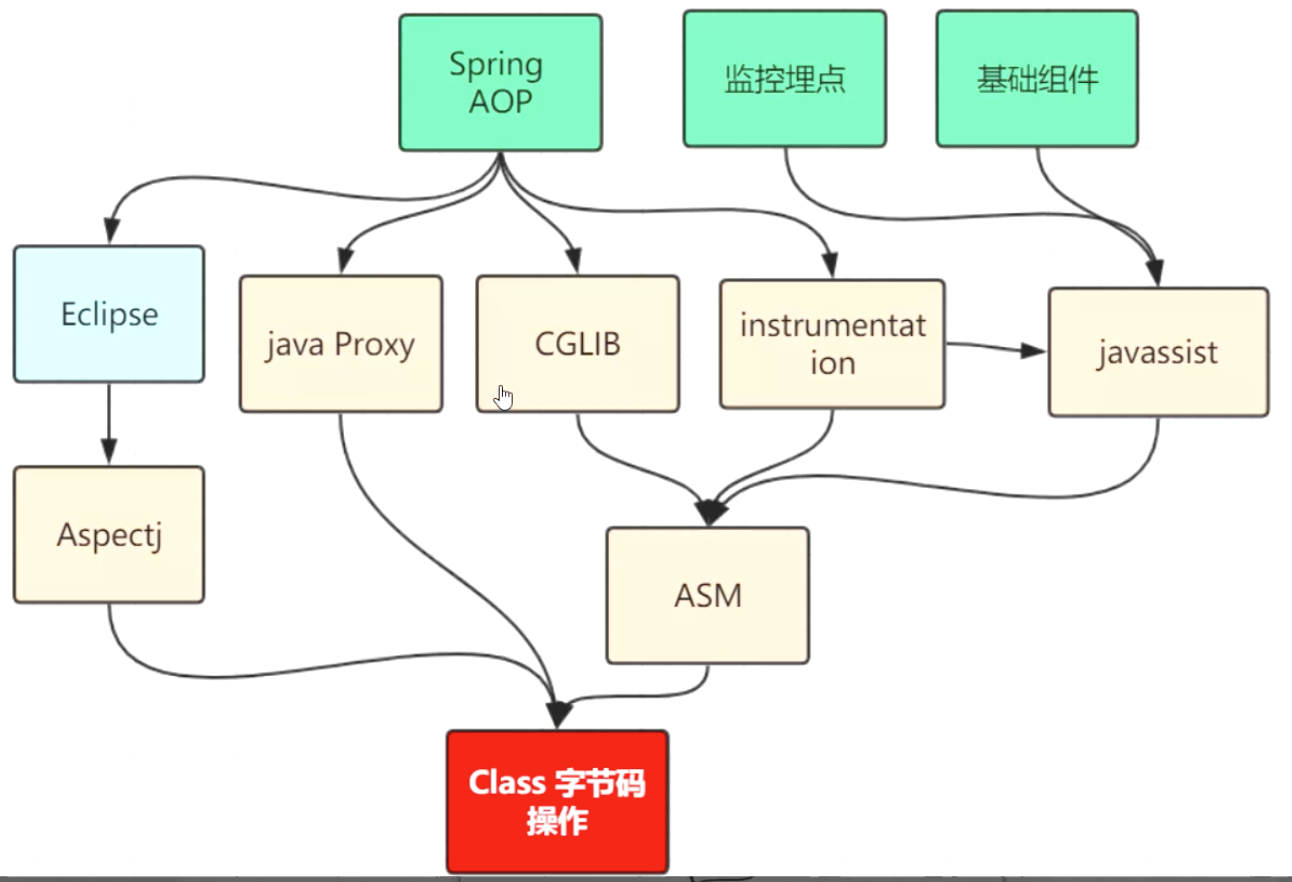 Spring
AOP
监控埋点
基础组件
Eclipse
java Proxy
CGLIB
instrumentat
ion
javassist
Aspectj
ASM
Class 字节码
操作